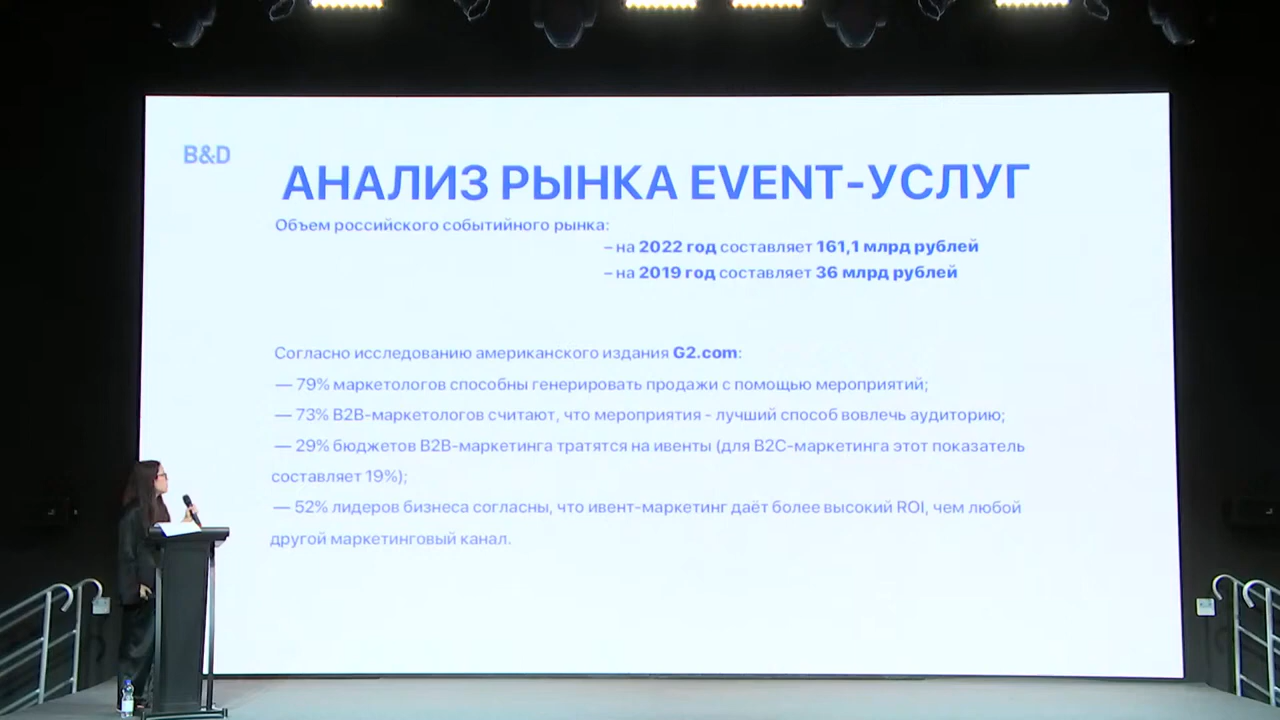 B&D
АНАЛИЗ РЫНКА EVENT-УСЛУГ
Объем российского событийного рынка:
– на 2022 год составляет 161,1 млрд рублей
– на 2019 год составляет 36 млрд рублей
Согласно исследованию американского издания G2.com:
— 79% маркетологов способны генерировать продажи с помощью мероприятий;
— 73% B2B-маркетологов считают, что мероприятия - лучший способ вовлечь аудиторию;
— 29% бюджетов B2B-маркетинга тратятся на ивенты (для B2C-маркетинга этот показатель
составляет 19%);
— 52% лидеров бизнеса согласны, что ивент-маркетинг даёт более высокий ROI, чем любой
другой маркетинговый канал.